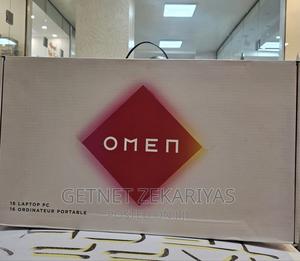 OMEN
GETNET ZEKARIYAS
16 LAPTOP PC
16 ORDINATEUR PORTABLE